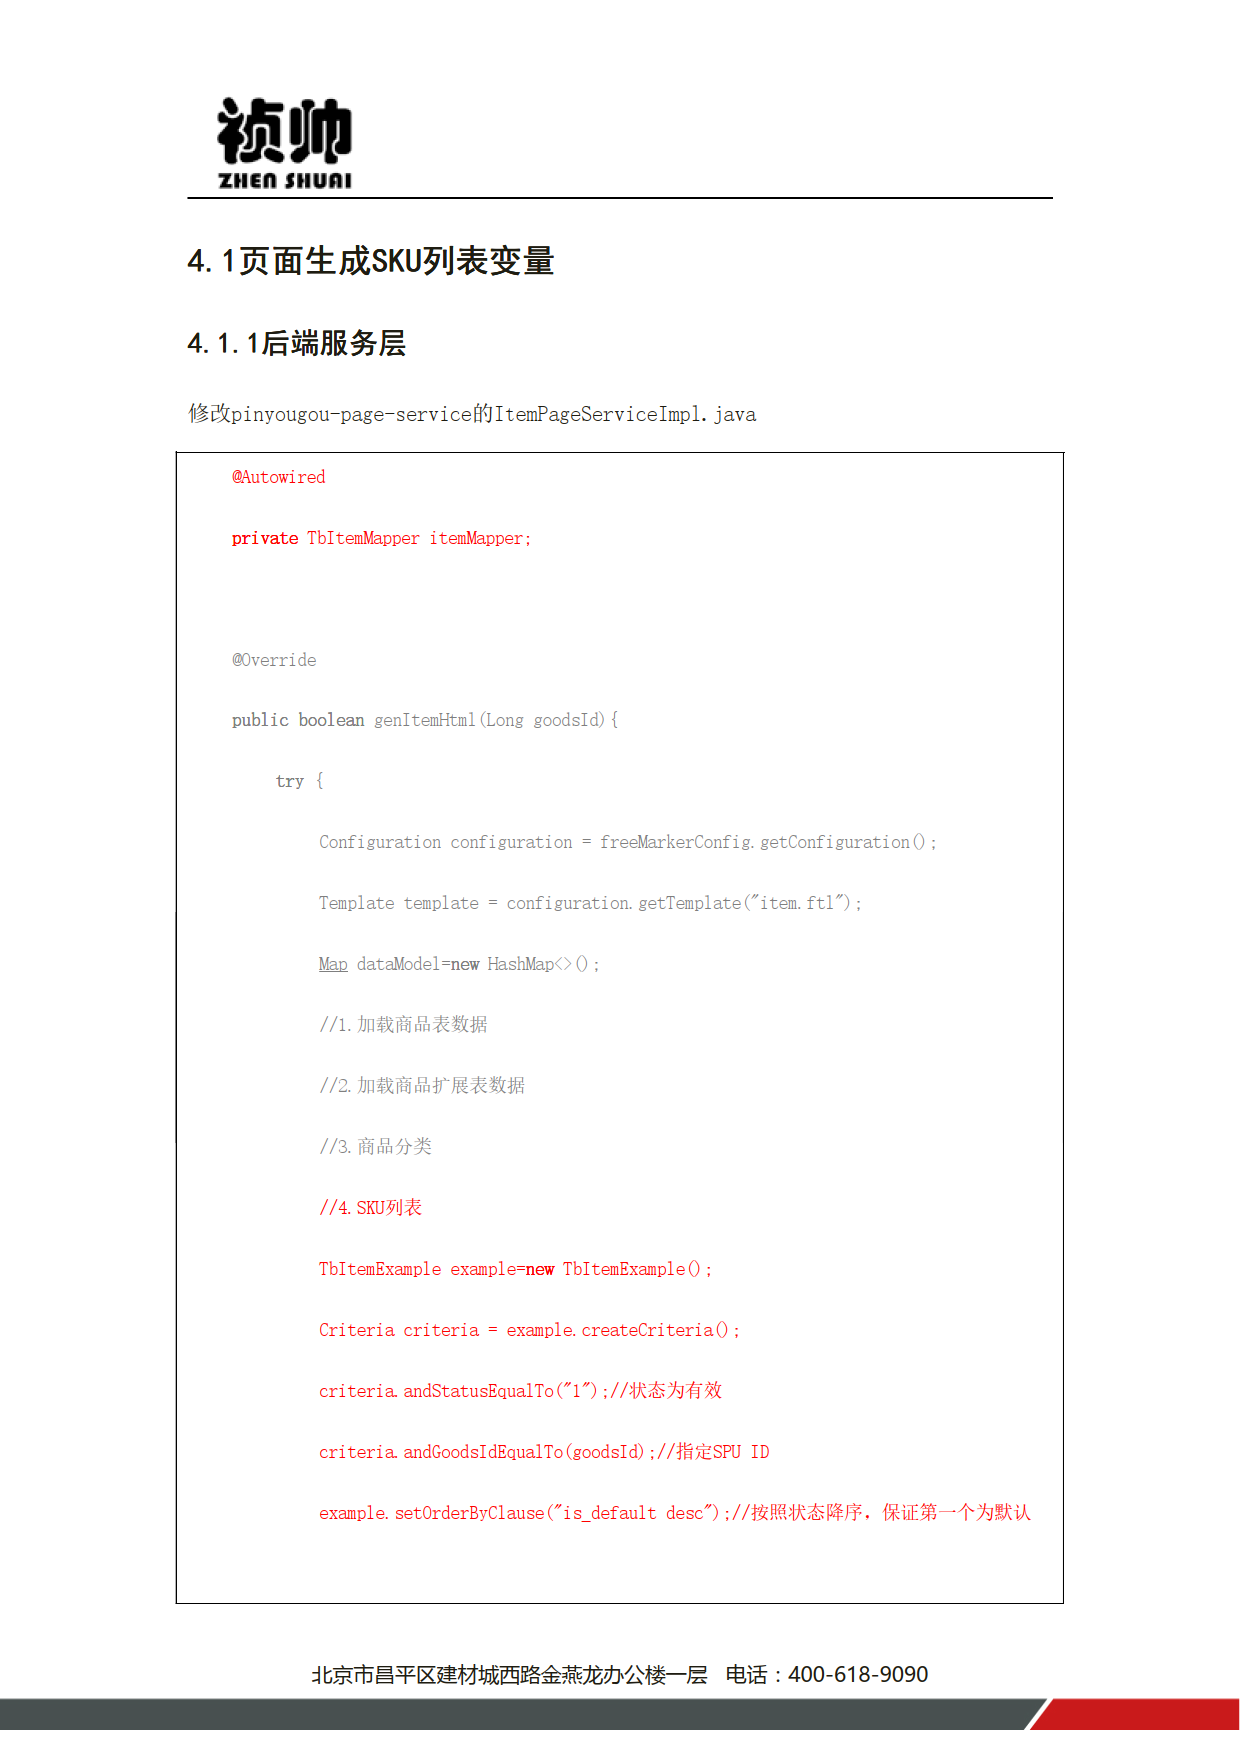 祯帅
ZHEN SHUAI
4.1页面生成SKU列表变量
4.1.1后端服务层
修改pinyougou-page-service的ItemPageServiceImpl.java
@Autowired
private TbItemMapper itemMapper;
@Override
public boolean genItemHtml(Long goodsId){
try {
Configuration configuration = freeMarkerConfig.getConfiguration();
Template template = configuration.getTemplate("item.ftl");
Map dataModel=new HashMap<>();
//1.加载商品表数据
//2.加载商品扩展表数据
//3.商品分类
//4.SKU列表
TbItemExample example=new TbItemExample();
Criteria criteria = example.createCriteria();
criteria.andStatusEqualTo("1");//状态为有效
criteria.andGoodsIdEqualTo(goodsId);//指定SPU ID
example.setOrderByClause("is_default desc");//按照状态降序，保证第一个为默认
北京市昌平区建材城西路金燕龙办公楼一层 电话：400-618-9090